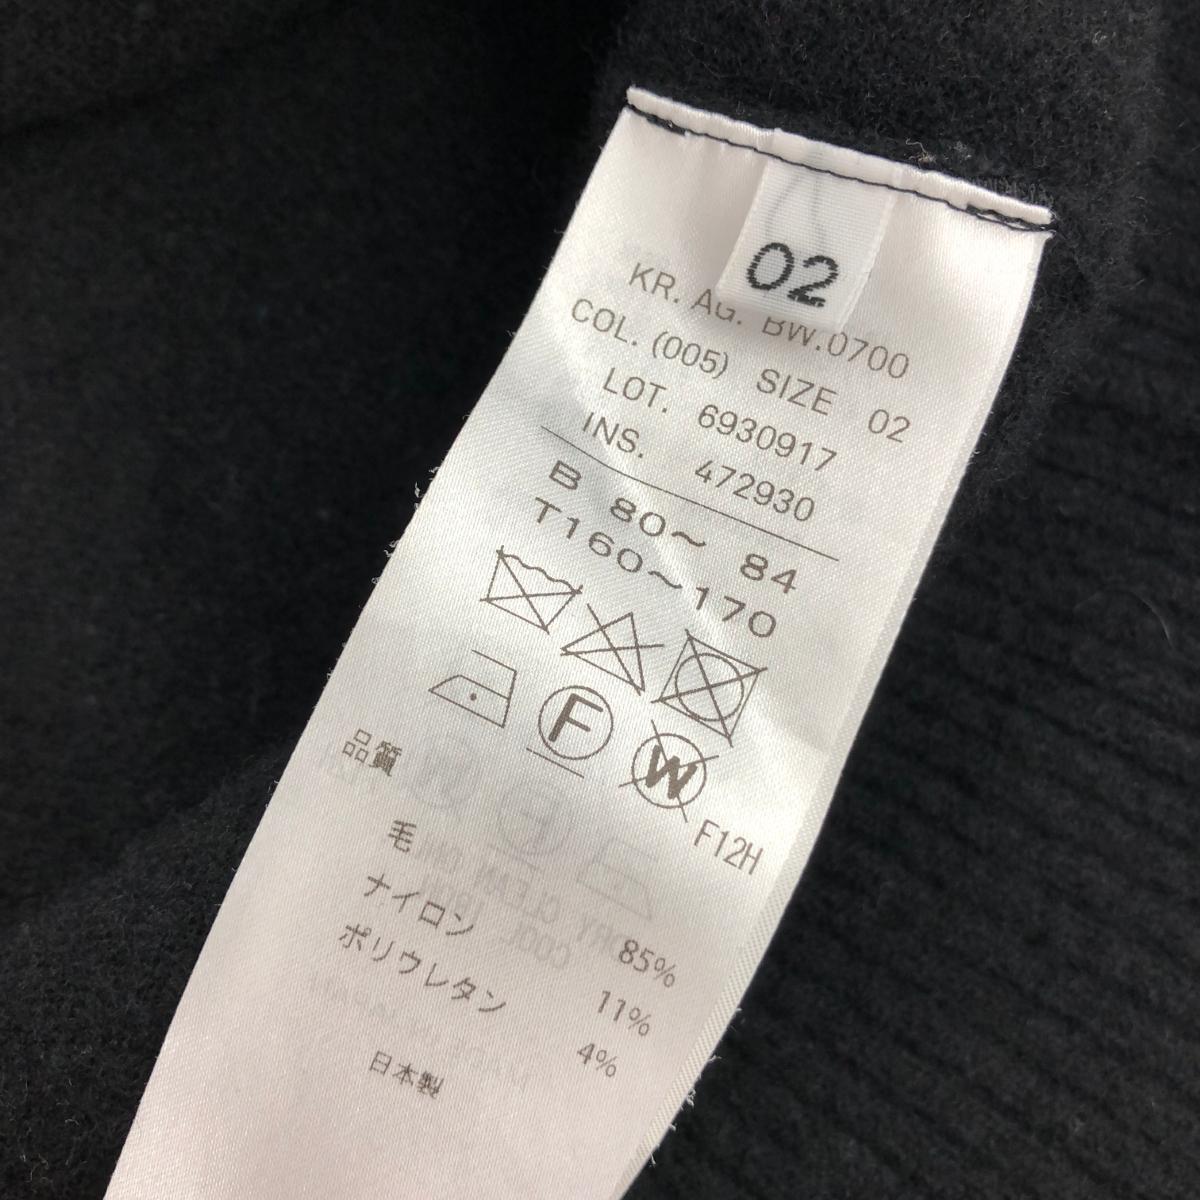 02
KR. AG. BW.0700
COL. (005) SIZE 02
LOT. 6930917
INS. 472930
B 80～ 84
T160～170
F
W
F12H
品質
毛 85%
ナイロン 11%
ポリウレタン 4%
日本製